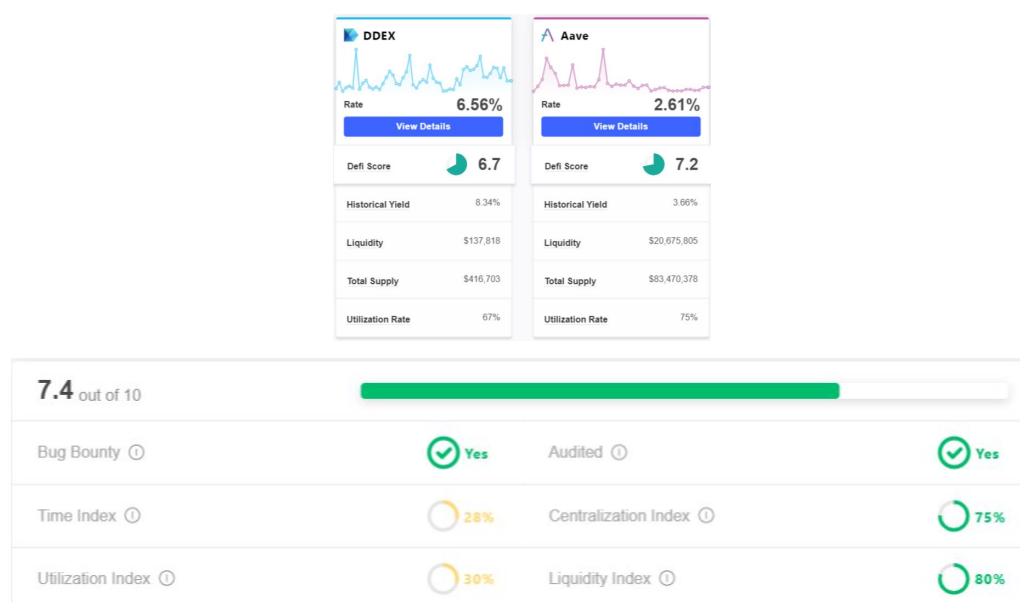 DDEX
Rate 6.56%
View Details
Defi Score 6.7
Historical Yield 8.34%
Liquidity $137,818
Total Supply $416,703
Utilization Rate 67%
Aave
Rate 2.61%
View Details
Defi Score 7.2
Historical Yield 3.66%
Liquidity $20,675,805
Total Supply $83,470,378
Utilization Rate 75%
7.4 out of 10
Bug Bounty Yes Audited Yes
Time Index 28% Centralization Index 75%
Utilization Index 30% Liquidity Index 80%